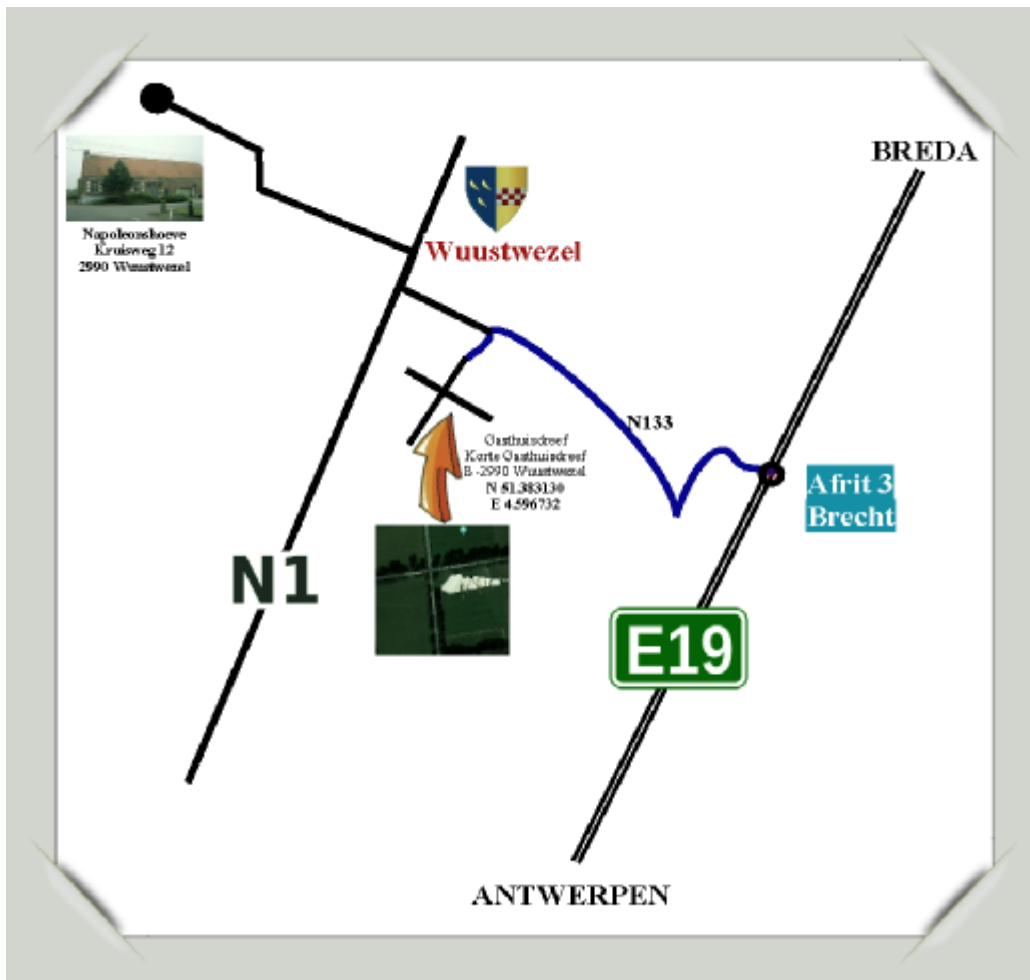 BREDA
Napoleonshoeve
Kruisweg 12
2990 Wuustwezel
Wuustwezel
N133
Gasthuisdreef
Korte Gasthuisdreef
B -2990 Wuustwezel
N 51.383130
E 4.596732
Afrit 3
Brecht
N1
E19
ANTWERPEN